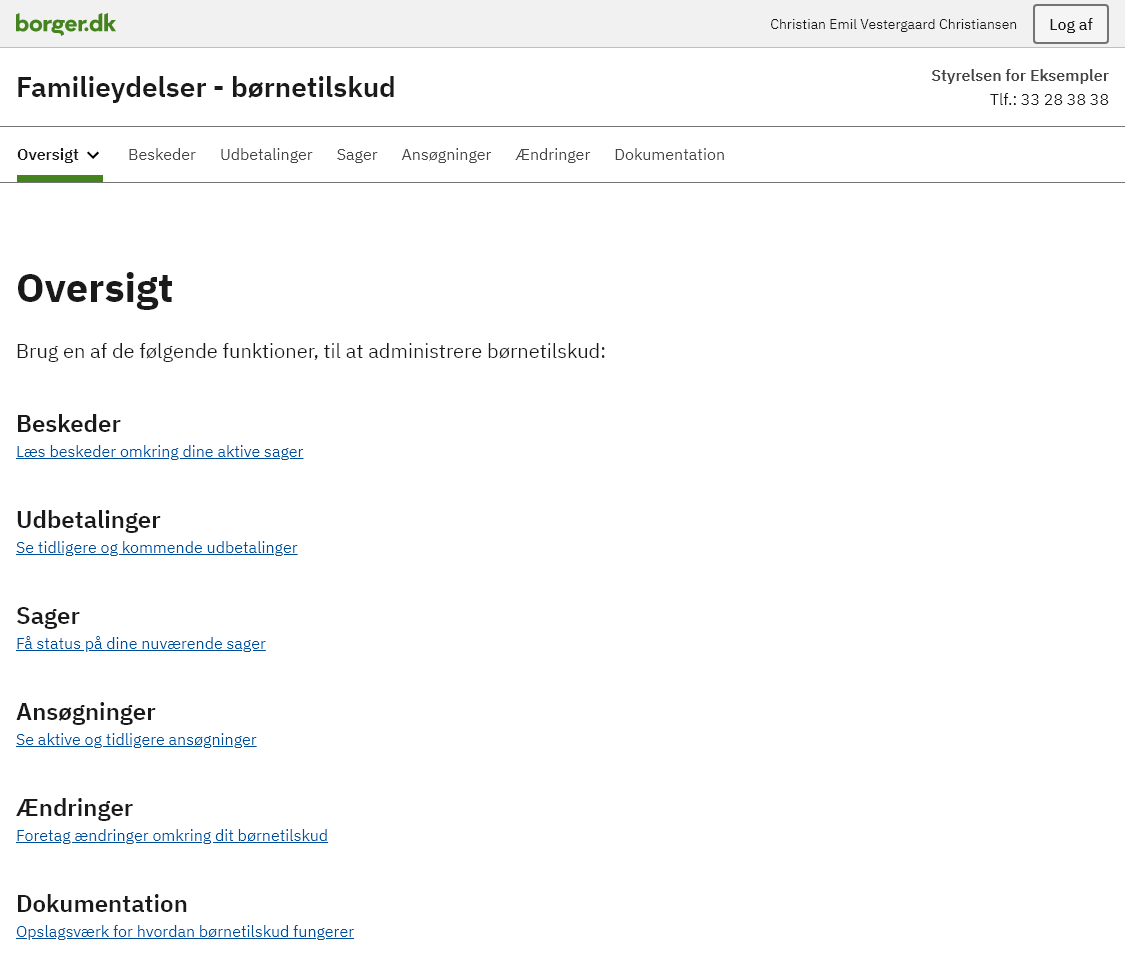 borger.dk
Christian Emil Vestergaard Christiansen
Log af
Familieydelser - børnetilskud
Styrelsen for Eksempler
Tlf.: 33 28 38 38
Oversigt Beskeder Udbetalinger Sager Ansøgninger Ændringer Dokumentation
Oversigt
Brug en af de følgende funktioner, til at administrere børnetilskud:
Beskeder
Læs beskeder omkring dine aktive sager
Udbetalinger
Se tidligere og kommende udbetalinger
Sager
Få status på dine nuværende sager
Ansøgninger
Se aktive og tidligere ansøgninger
Ændringer
Foretag ændringer omkring dit børnetilskud
Dokumentation
Opslagsværk for hvordan børnetilskud fungerer